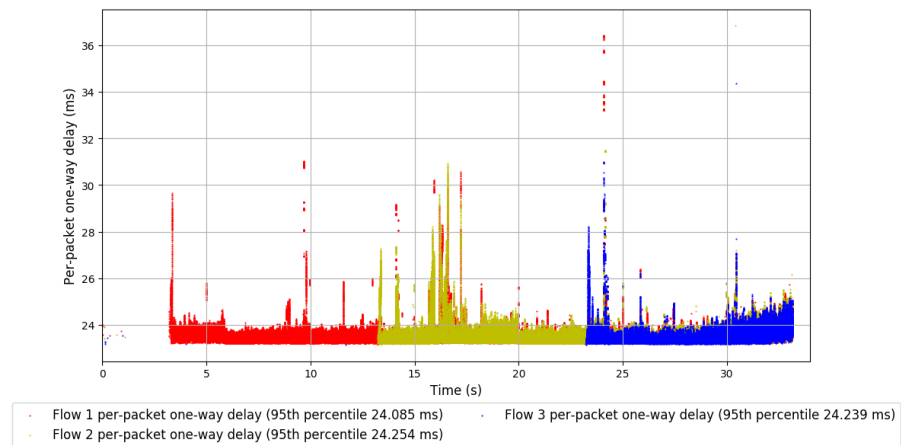 Per-packet one-way delay (ms)
36
34
32
30
28
26
24
0 5 10 15 20 25 30
Time (s)
Flow 1 per-packet one-way delay (95th percentile 24.085 ms)
Flow 2 per-packet one-way delay (95th percentile 24.254 ms)
Flow 3 per-packet one-way delay (95th percentile 24.239 ms)